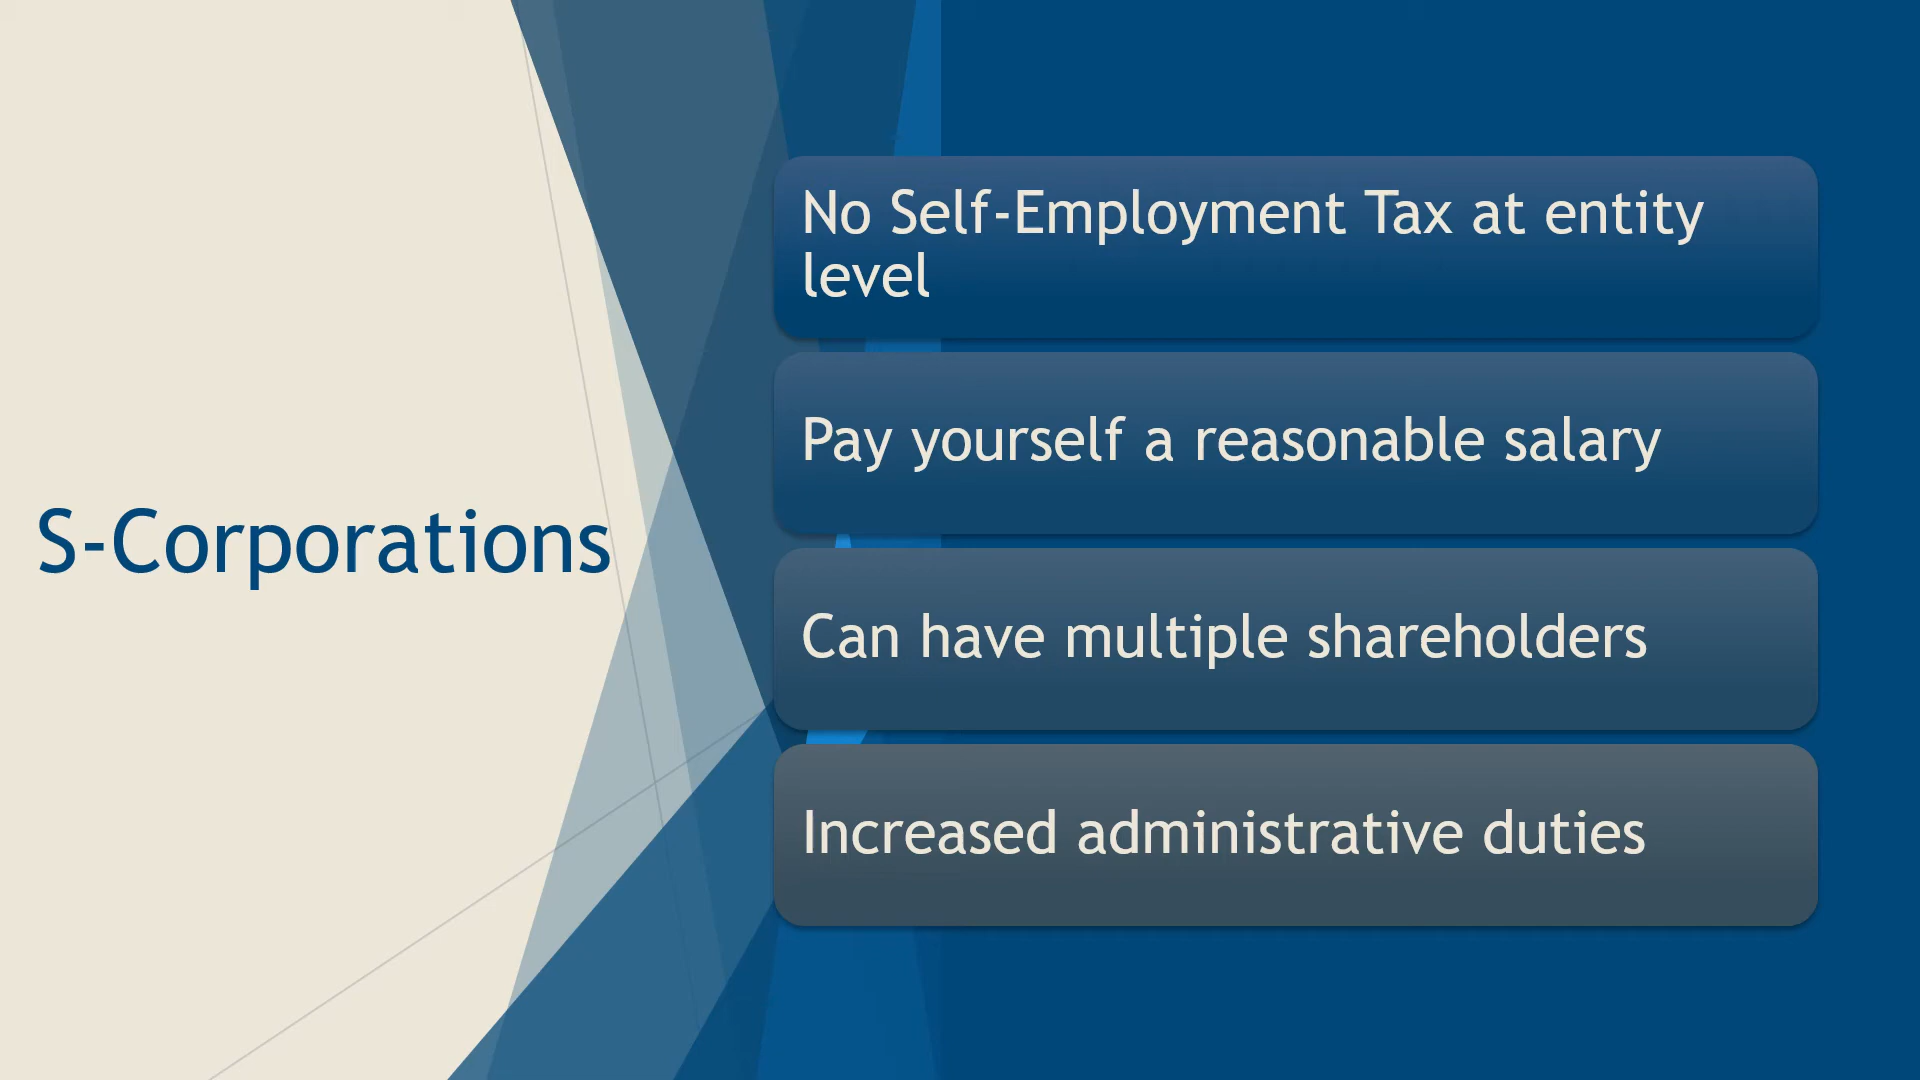 S-Corporations
No Self-Employment Tax at entity
level
Pay yourself a reasonable salary
Can have multiple shareholders
Increased administrative duties